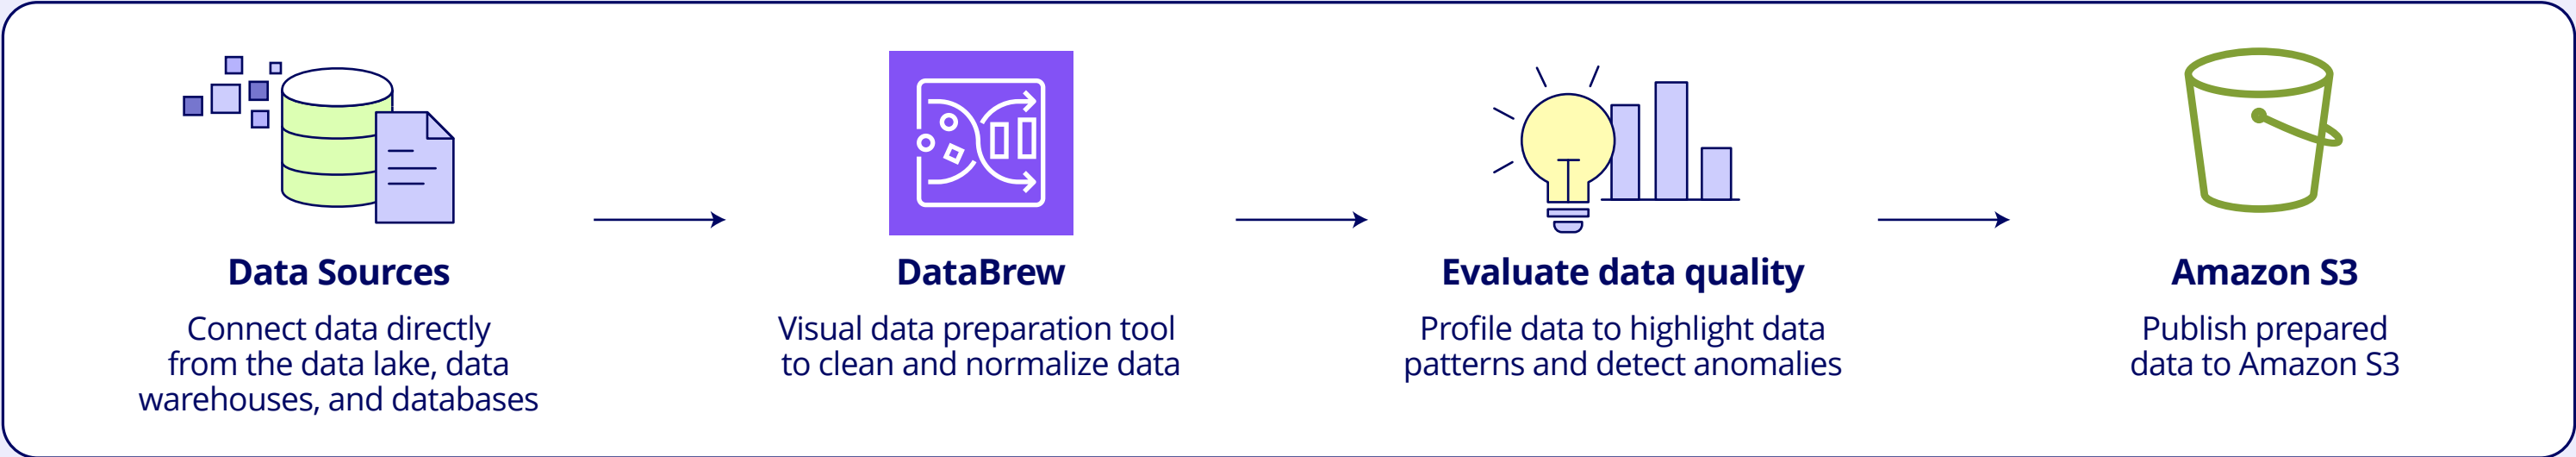 Data Sources
Connect data directly
from the data lake, data
warehouses, and databases
DataBrew
Visual data preparation tool
to clean and normalize data
Evaluate data quality
Profile data to highlight data
patterns and detect anomalies
Amazon S3
Publish prepared
data to Amazon S3